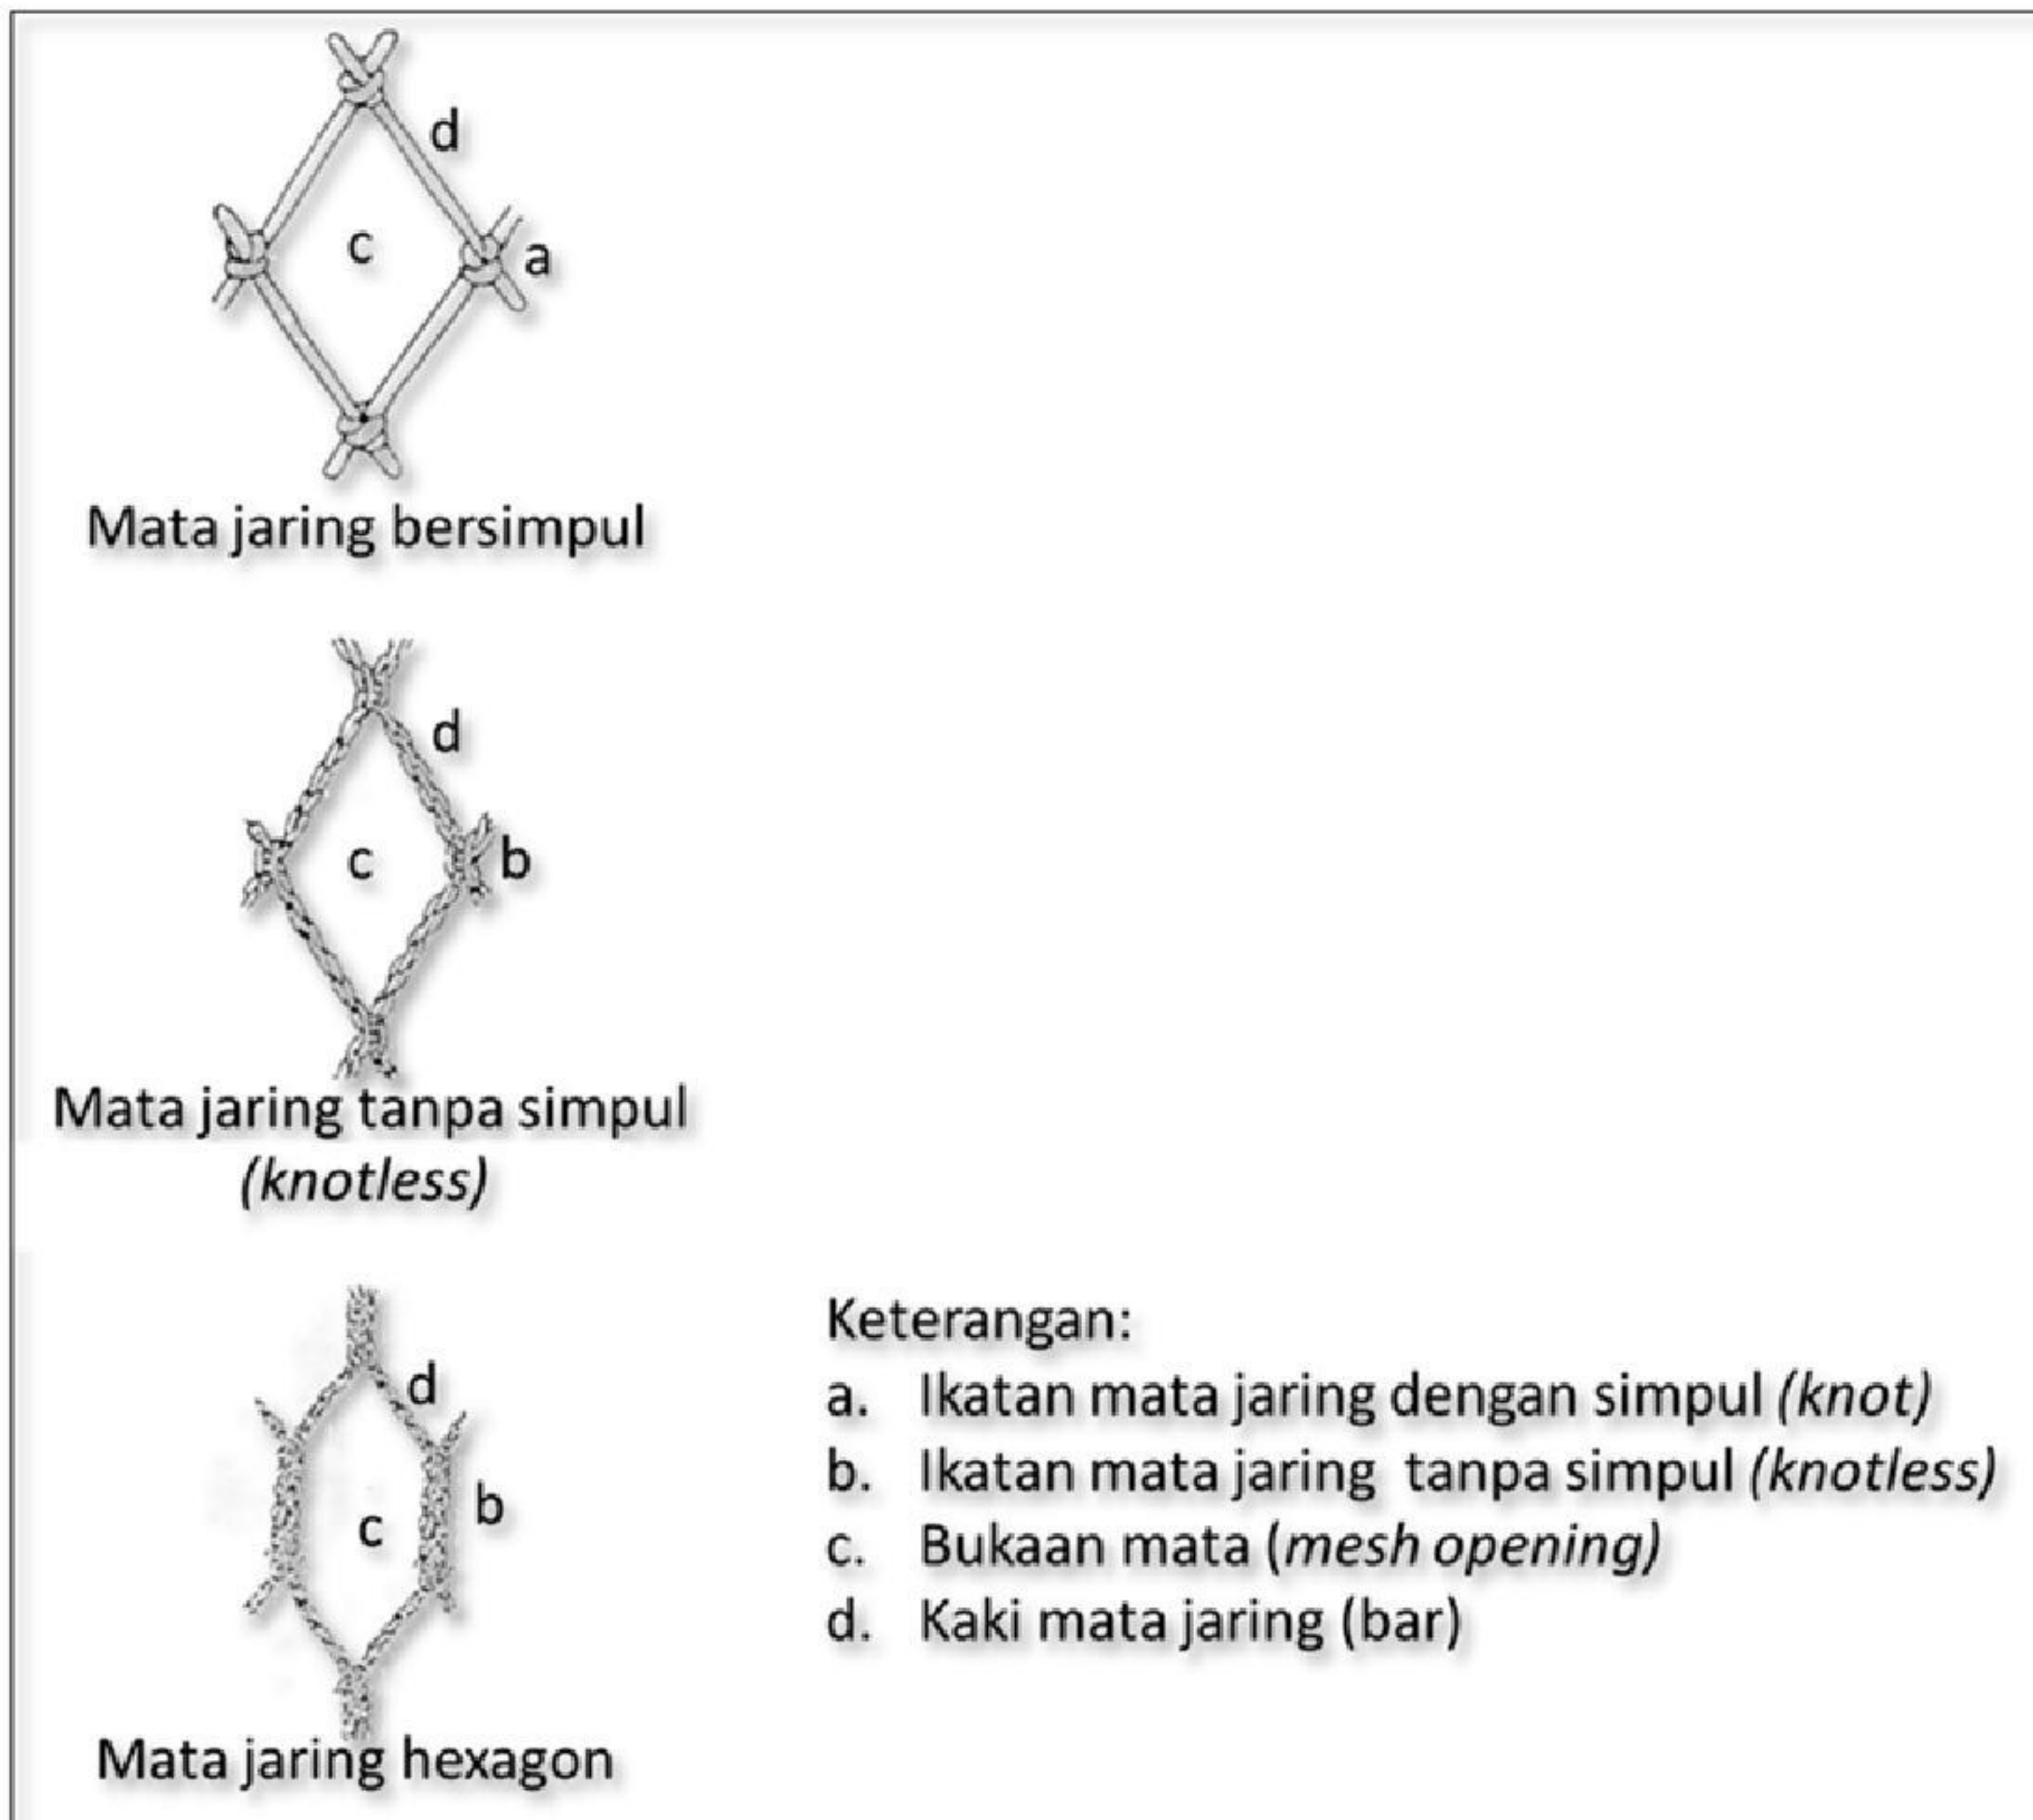 d
c
a
Mata jaring bersimpul
d
c
b
Mata jaring tanpa simpul
(knotless)
d
c
b
Mata jaring hexagon
Keterangan:
a. Ikatan mata jaring dengan simpul (knot)
b. Ikatan mata jaring tanpa simpul (knotless)
c. Bukaan mata (mesh opening)
d. Kaki mata jaring (bar)